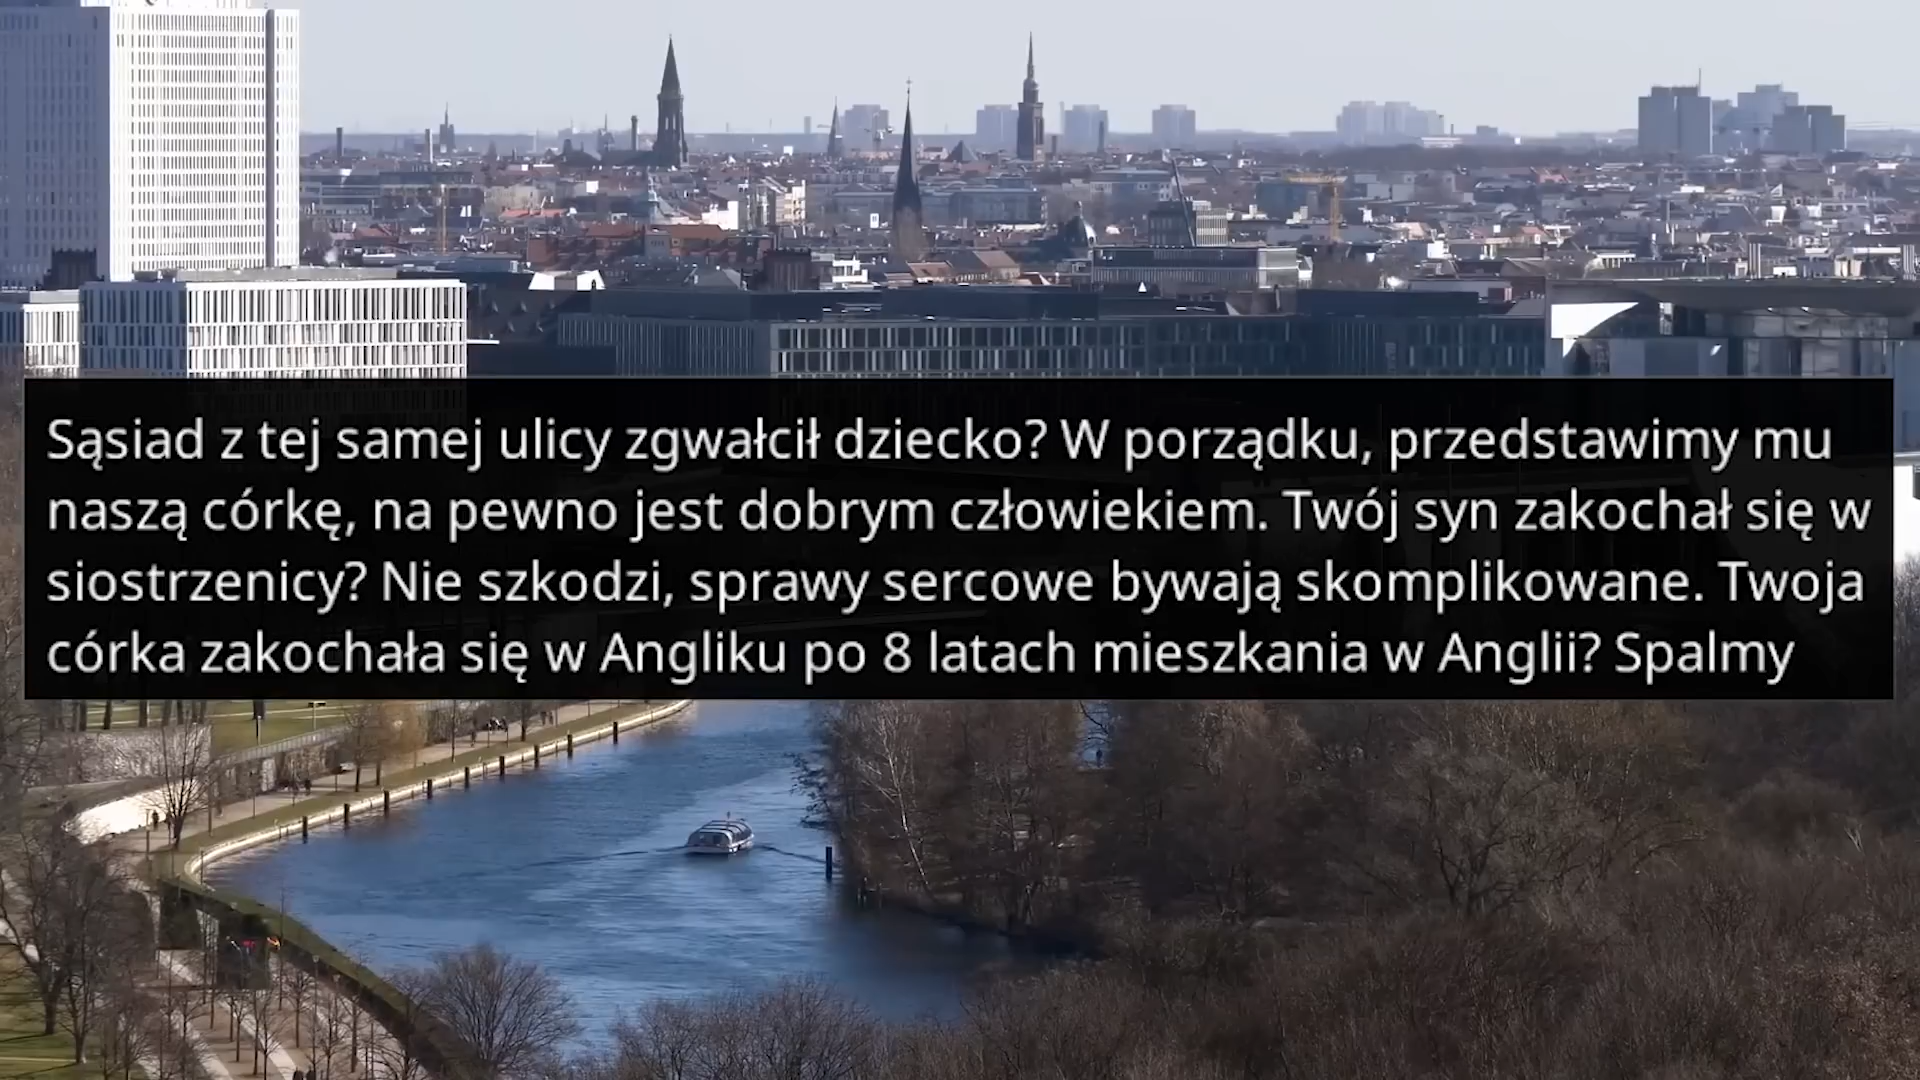 Sąsiad z tej samej ulicy zgwałcił dziecko? W porządku, przedstawimy mu
naszą córkę, na pewno jest dobrym człowiekiem. Twój syn zakochał się w
siostrzenicy? Nie szkodzi, sprawy sercowe bywają skomplikowane. Twoja
córka zakochała się w Angliku po 8 latach mieszkania w Anglii? Spalmy